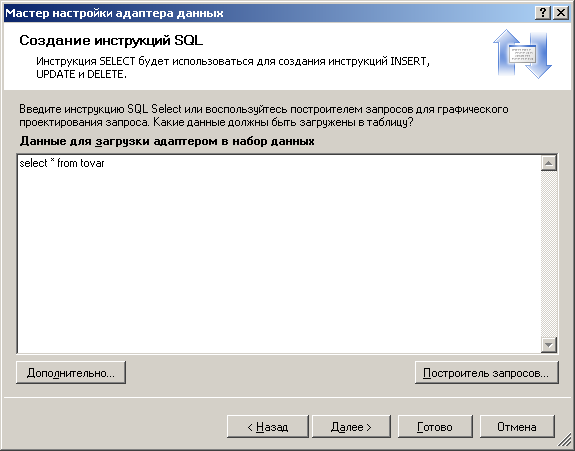 Мастер настройки адаптера данных
Создание инструкций SQL
Инструкция SELECT будет использоваться для создания инструкций INSERT,
UPDATE и DELETE.
Введите инструкцию SQL Select или воспользуйтесь построителем запросов для графического
проектирования запроса. Какие данные должны быть загружены в таблицу?
Данные для загрузки адаптером в набор данных
select * from tovar
Дополнительно...
Построитель запросов...
< Назад
Далее >
Готово
Отмена